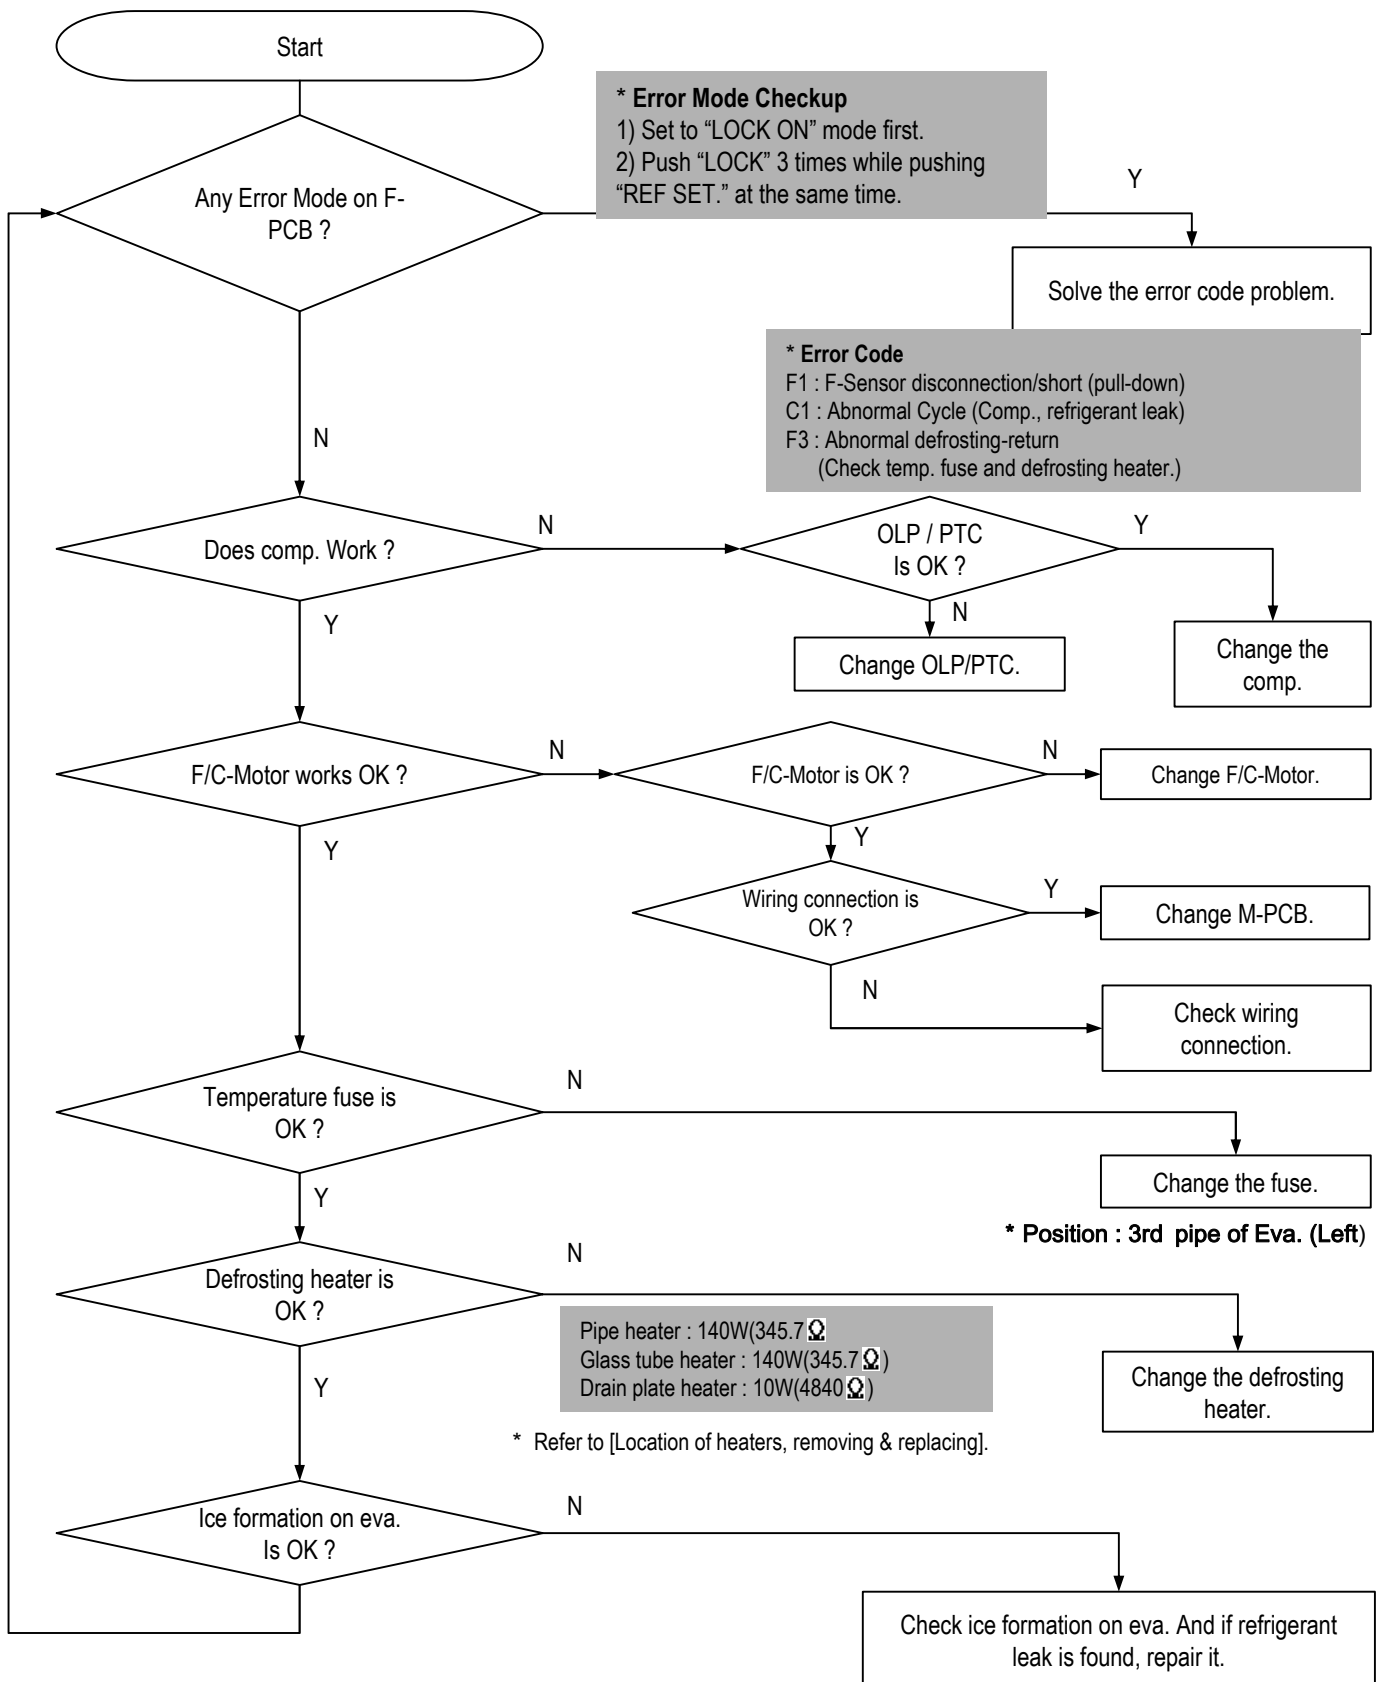 Start
* Error Mode Checkup
1) Set to “LOCK ON” mode first.
2) Push “LOCK” 3 times while pushing
“REF SET.” at the same time.
Any Error Mode on F-
PCB ?
Y
Solve the error code problem.
* Error Code
F1 : F-Sensor disconnection/short (pull-down)
C1 : Abnormal Cycle (Comp., refrigerant leak)
F3 : Abnormal defrosting-return
(Check temp. fuse and defrosting heater.)
N
Does comp. Work ?
N
OLP / PTC
Is OK ?
Y
N
Change OLP/PTC.
Change the
comp.
Y
F/C-Motor works OK ?
N
F/C-Motor is OK ?
N
Change F/C-Motor.
Y
Y
Wiring connection is
OK ?
Y
Change M-PCB.
N
Check wiring
connection.
Temperature fuse is
OK ?
N
Change the fuse.
* Position : 3rd pipe of Eva. (Left)
Y
Defrosting heater is
OK ?
N
Pipe heater : 140W(345.7Ω
Glass tube heater : 140W(345.7Ω)
Drain plate heater : 10W(4840Ω)
Change the defrosting
heater.
* Refer to [Location of heaters, removing & replacing].
Y
Ice formation on eva.
Is OK ?
N
Check ice formation on eva. And if refrigerant
leak is found, repair it.